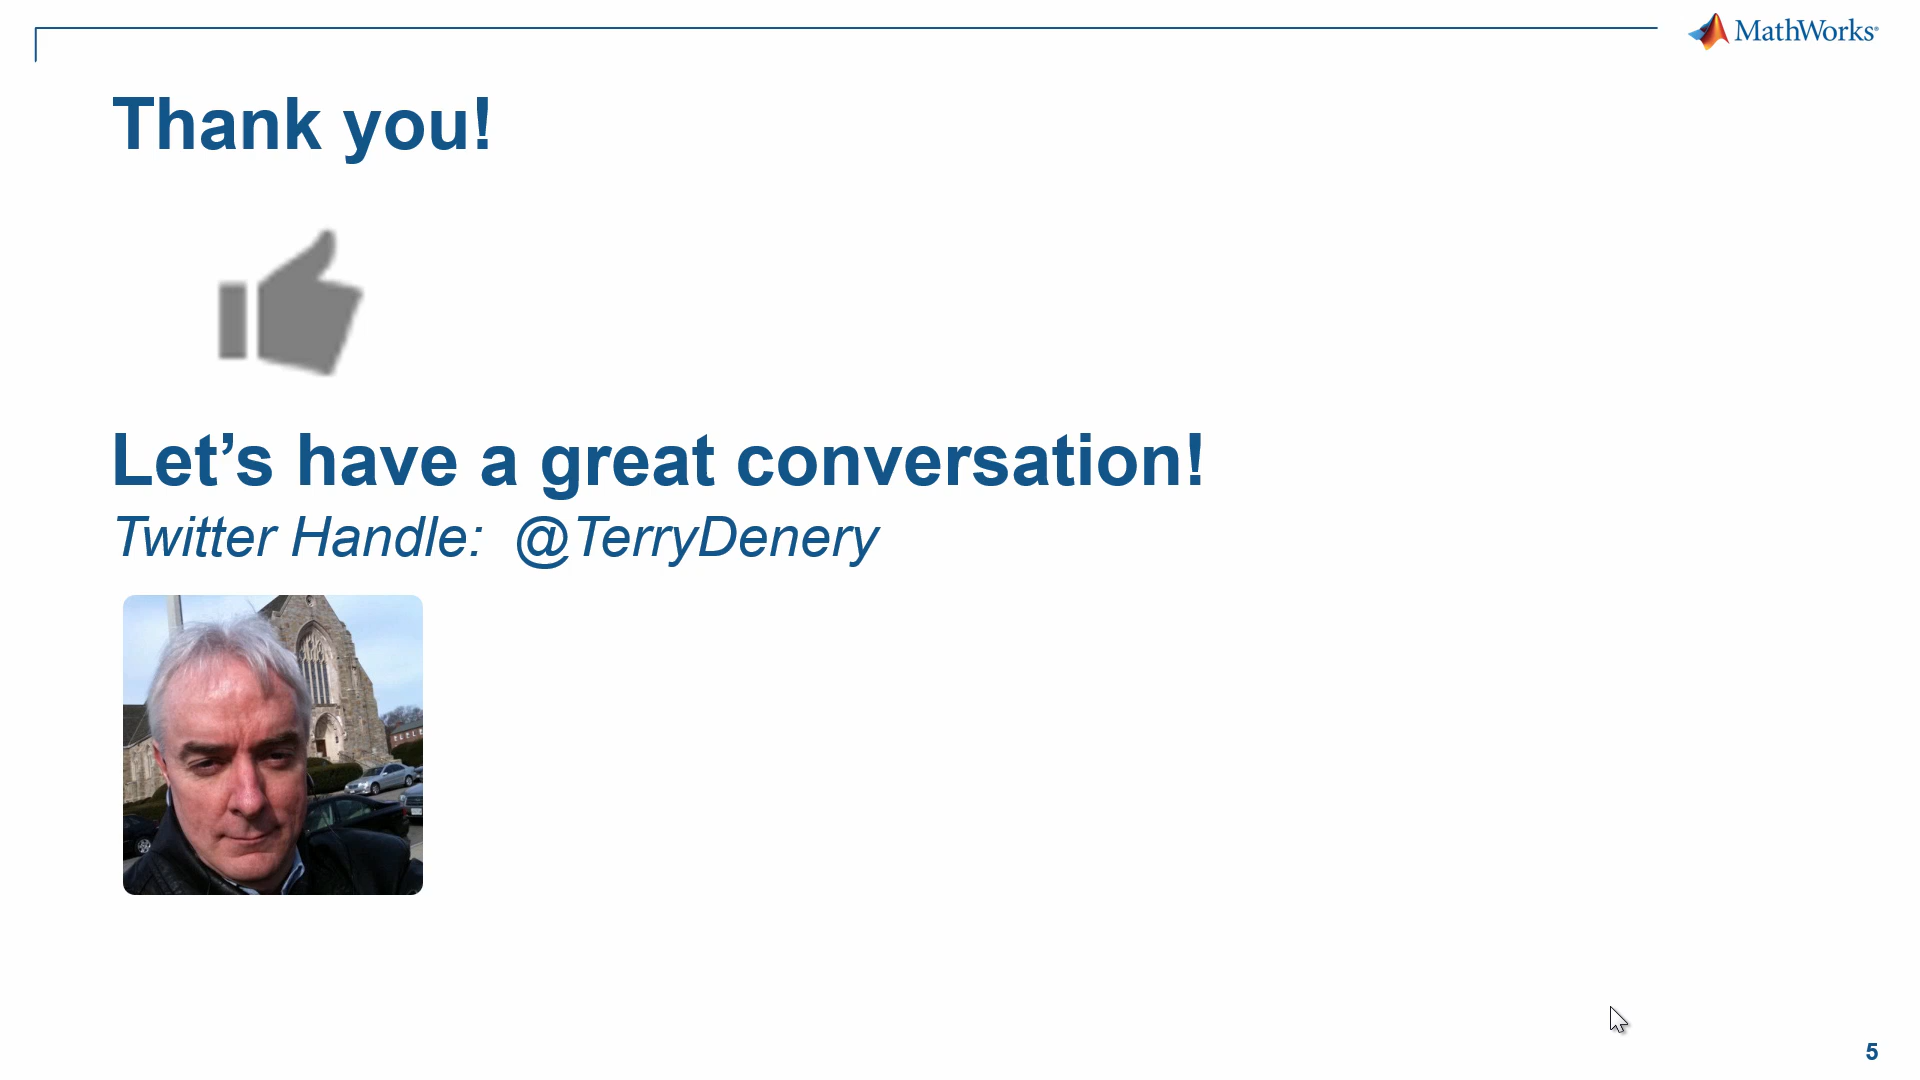 MathWorks®
Thank you!
Let’s have a great conversation!
Twitter Handle: @TerryDenery
5